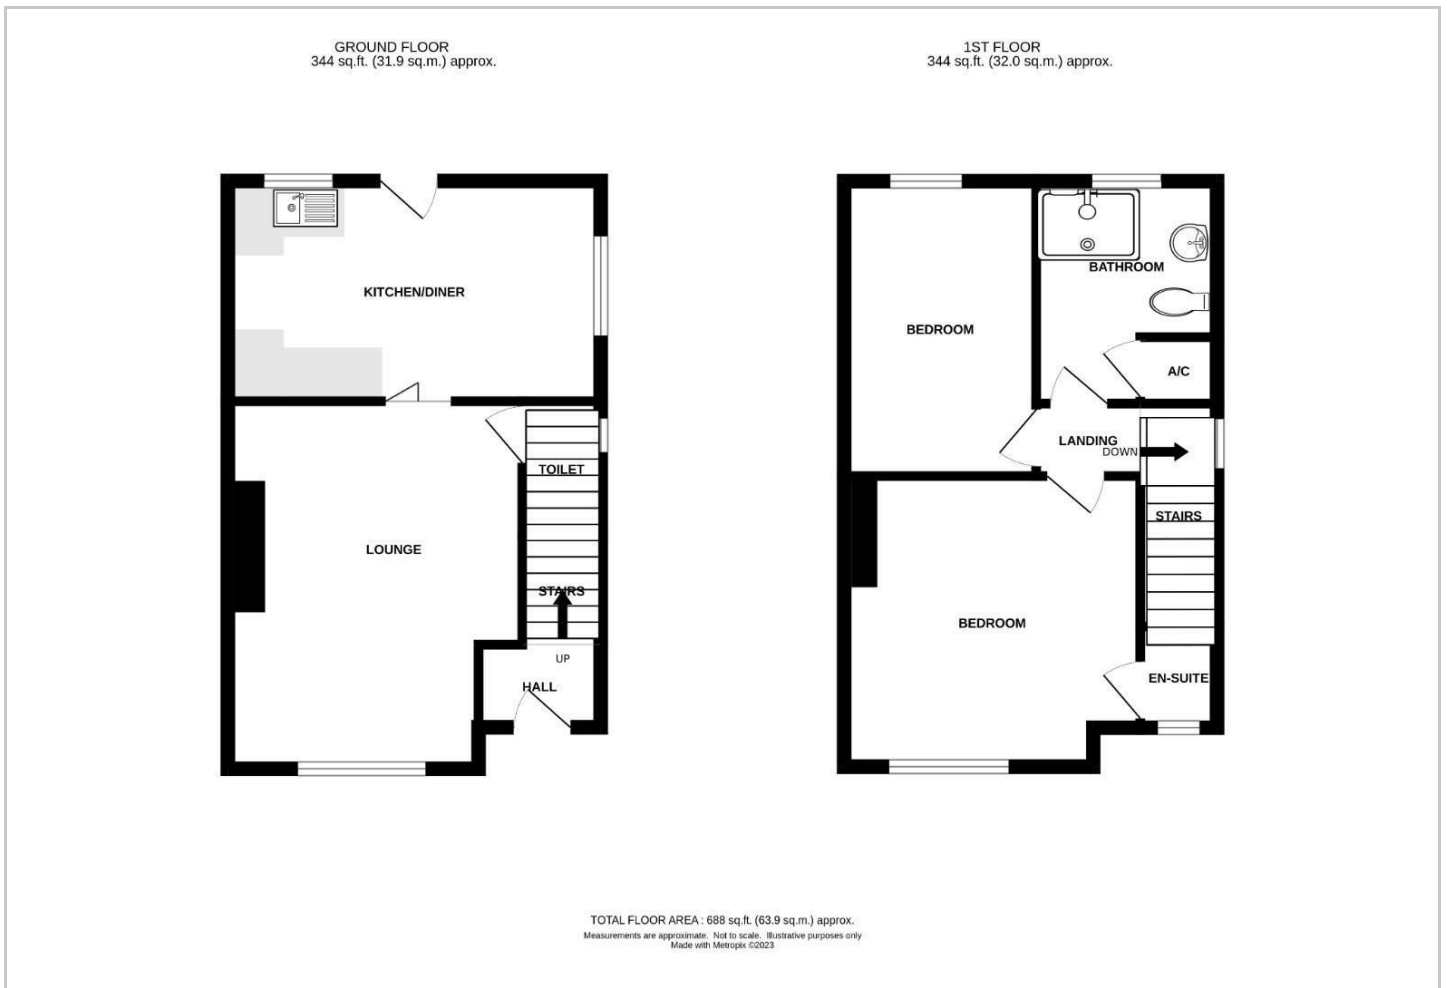 GROUND FLOOR
344 sq.ft. (31.9 sq.m.) approx.
1ST FLOOR
344 sq.ft. (32.0 sq.m.) approx.
KITCHEN/DINER
TOILET
LOUNGE
STAIRS
UP
HALL
BATHROOM
BEDROOM
A/C
LANDING
DOWN
STAIRS
BEDROOM
EN-SUITE
TOTAL FLOOR AREA : 688 sq.ft. (63.9 sq.m.) approx.
Measurements are approximate. Not to scale. Illustrative purposes only
Made with Metropix ©2023